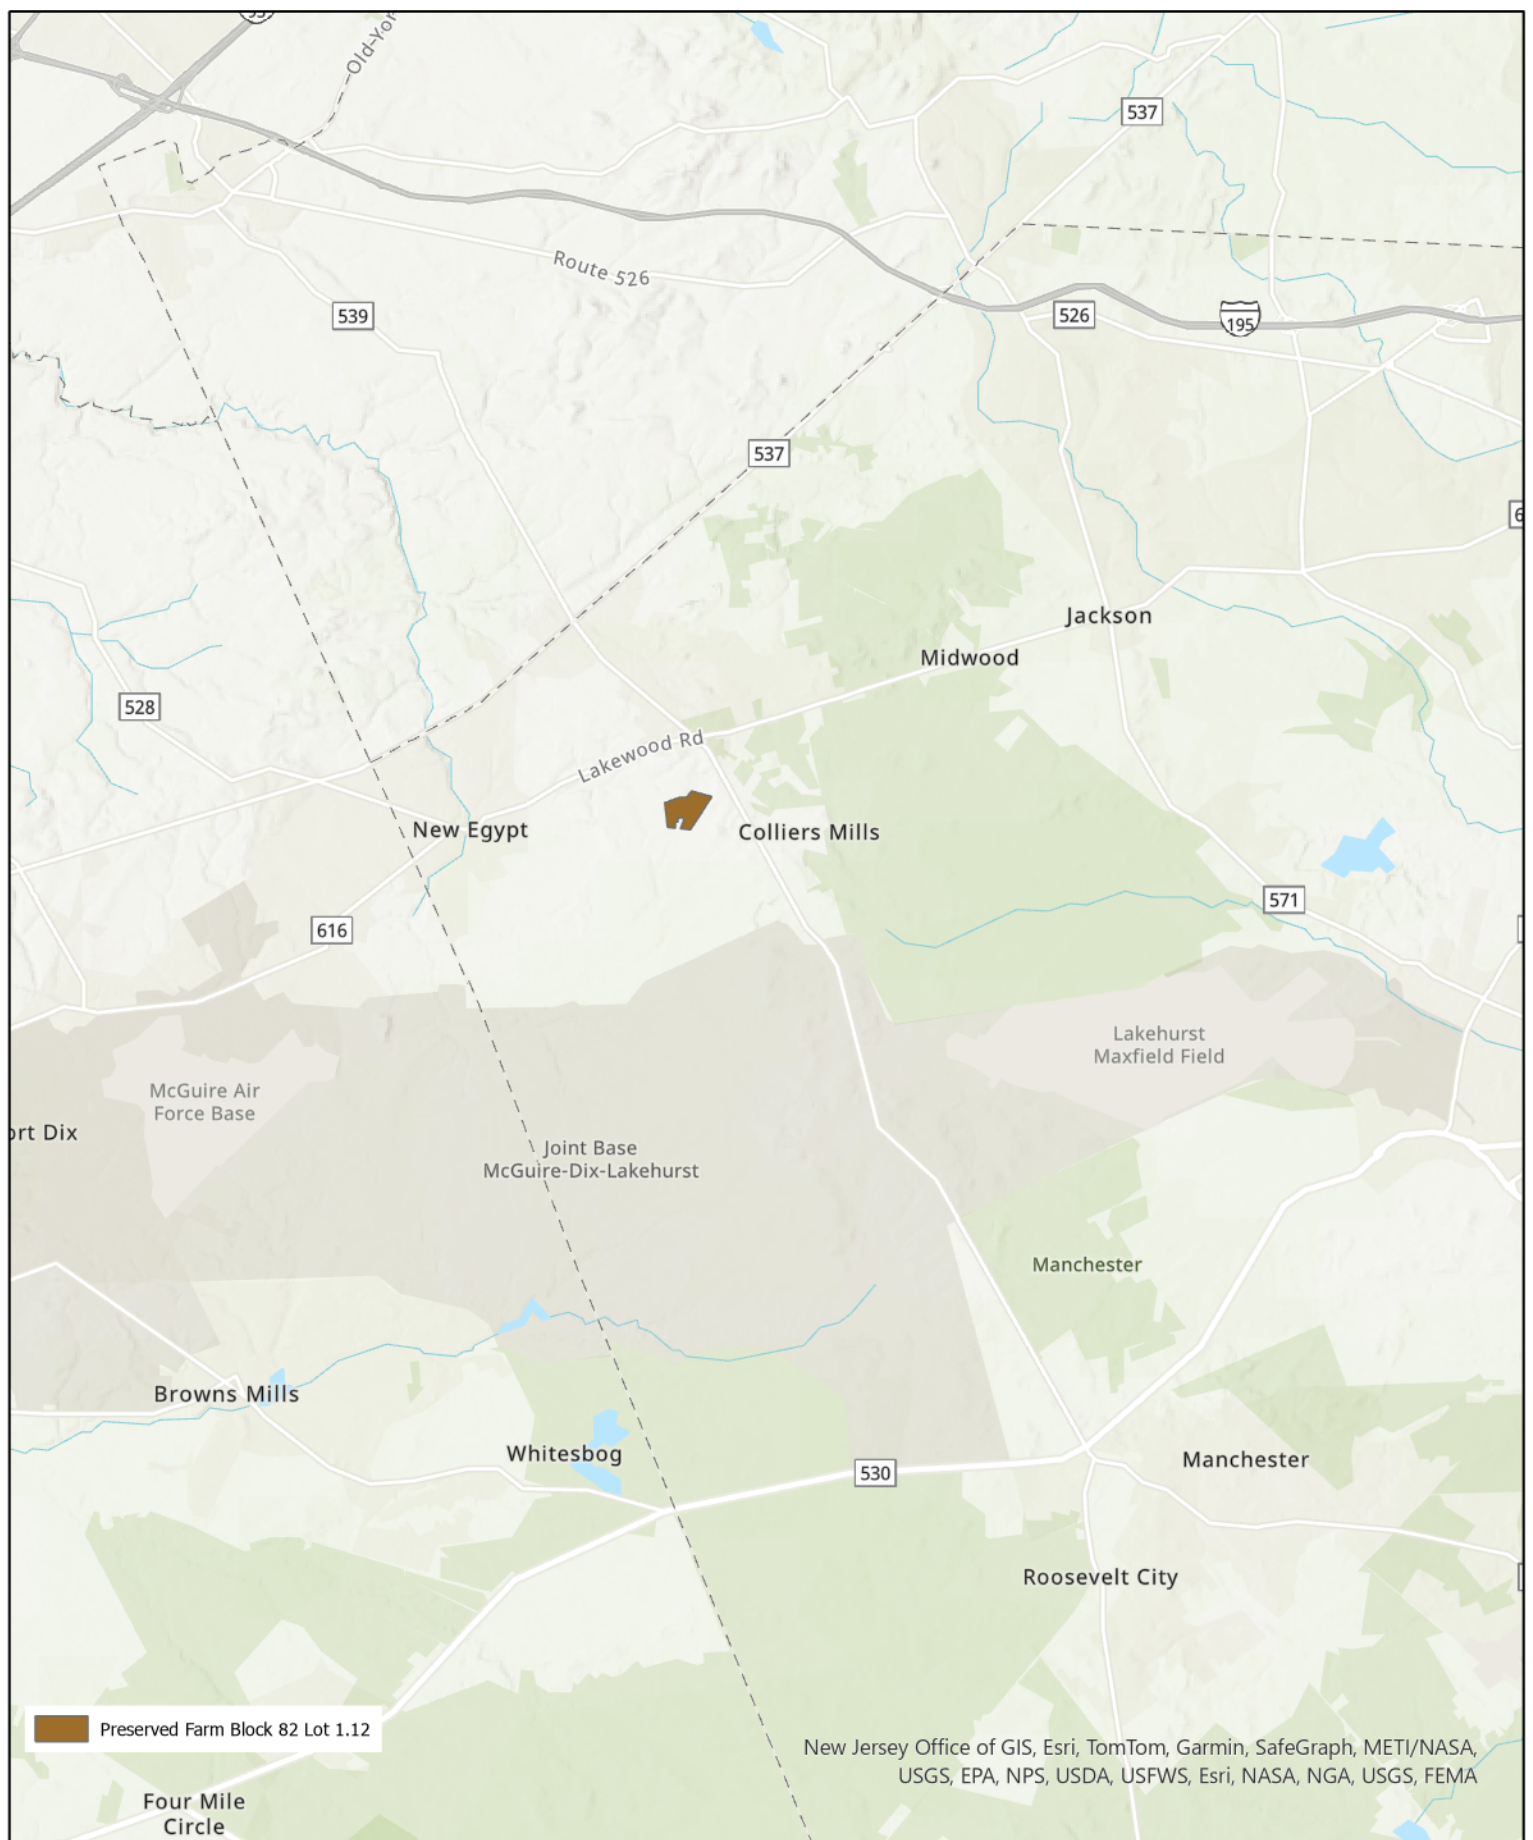 Old-Yor
537
Route 526
539
526
195
537
Jackson
Midwood
528
Lakewood Rd
New Egypt
Colliers Mills
571
616
Lakehurst
Maxfield Field
McGuire Air
Force Base
ort Dix
Joint Base
McGuire-Dix-Lakehurst
Manchester
Browns Mills
Whitesbog
Manchester
530
Roosevelt City
Preserved Farm Block 82 Lot 1.12
New Jersey Office of GIS, Esri, TomTom, Garmin, SafeGraph, METI/NASA,
USGS, EPA, NPS, USDA, USFWS, Esri, NASA, NGA, USGS, FEMA
Four Mile
Circle